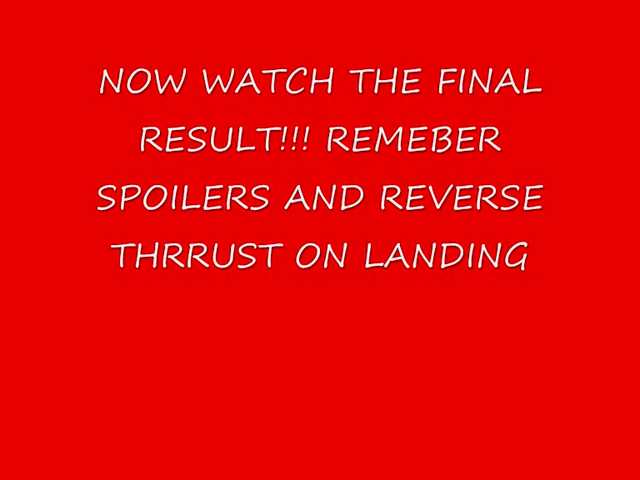 NOW WATCH THE FINAL
RESULT!!! REMEBER
SPOILERS AND REVERSE
THRRUST ON LANDING